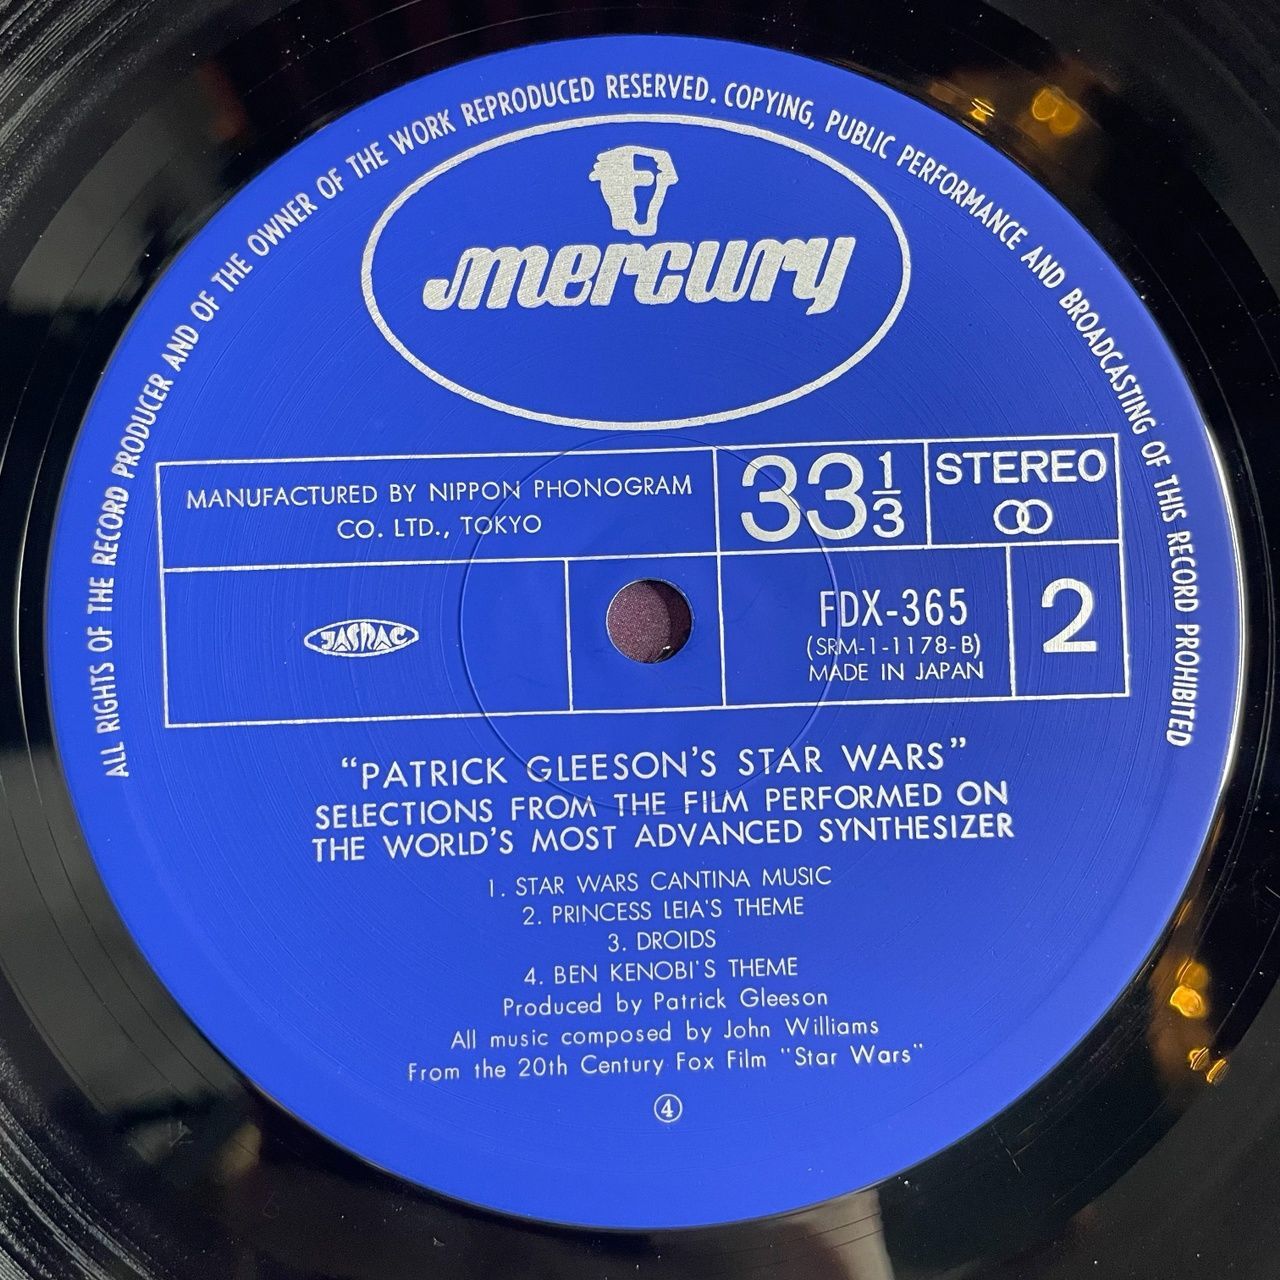 ALL RIGHTS OF THE RECORD PRODUCER AND OF THE OWNER OF THE WORK REPRODUCED RESERVED. COPYING, PUBLIC PERFORMANCE AND BROADCASTING OF THIS RECORD PROHIBITED
mercury
MANUFACTURED BY NIPPON PHONOGRAM
CO. LTD., TOKYO
33 1/3
STEREO
JASRAC
FDX-365
(SRM-1-1178-B)
MADE IN JAPAN
2
“PATRICK GLEESON’S STAR WARS”
SELECTIONS FROM THE FILM PERFORMED ON
THE WORLD’S MOST ADVANCED SYNTHESIZER
1. STAR WARS CANTINA MUSIC
2. PRINCESS LEIA'S THEME
3. DROIDS
4. BEN KENOBI'S THEME
Produced by Patrick Gleeson
All music composed by John Williams
From the 20th Century Fox Film "Star Wars"
④